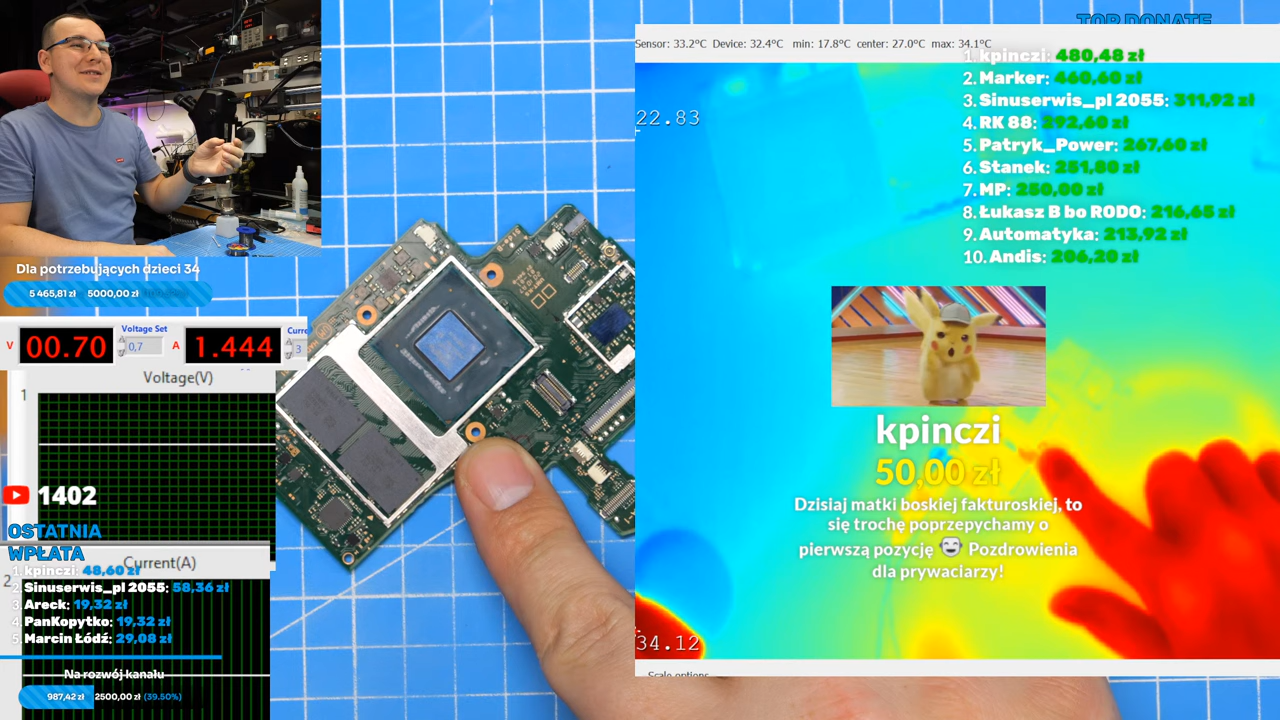 Dla potrzebujących dzieci 34
5 465,81 zł 5000,00 zł
V 00.70 Voltage Set 0,7 A 1.444 Curre 3
Voltage(V)
1
1402
OSTATNIA
WPŁATA
Current(A)
2
1. kpinczi: 48,60 zł
2. Sinuserwis_pl 2055: 58,36 zł
3. Areck: 19,32 zł
4. PanKopytko: 19,32 zł
5. Marcin Łódź: 29,08 zł
Na rozwój kanału
987,42 zł 2500,00 zł (39.50%)
TOP DONATE
Sensor: 33.2°C Device: 32.4°C min: 17.8°C center: 27.0°C max: 34.1°C
1. kpinczi: 480,48 zł
2. Marker: 460,60 zł
3. Sinuserwis_pl 2055: 311,92 zł
4. RK 88: 292,60 zł
5. Patryk_Power: 267,60 zł
6. Stanek: 251,80 zł
7. MP: 250,00 zł
8. Łukasz B bo RODO: 216,65 zł
9. Automatyka: 213,92 zł
10. Andis: 206,20 zł
22.83
kpinczi
50,00 zł
Dzisiaj matki boskiej fakturoskiej, to
się trochę poprzepychamy o
pierwszą pozycję 😂 Pozdrowienia
dla prywaciarzy!
34.12
Scale options